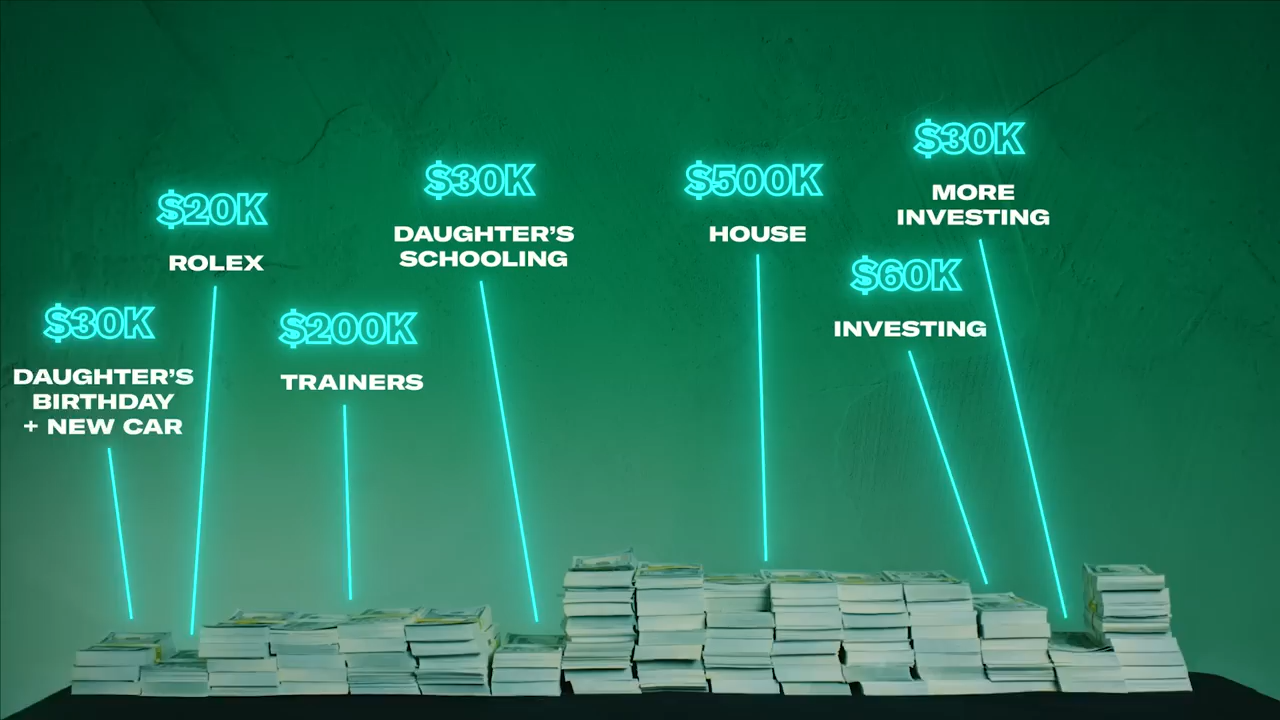 $30K
DAUGHTER'S
BIRTHDAY
+ NEW CAR
$20K
ROLEX
$200K
TRAINERS
$30K
DAUGHTER'S
SCHOOLING
$500K
HOUSE
$60K
INVESTING
$30K
MORE
INVESTING